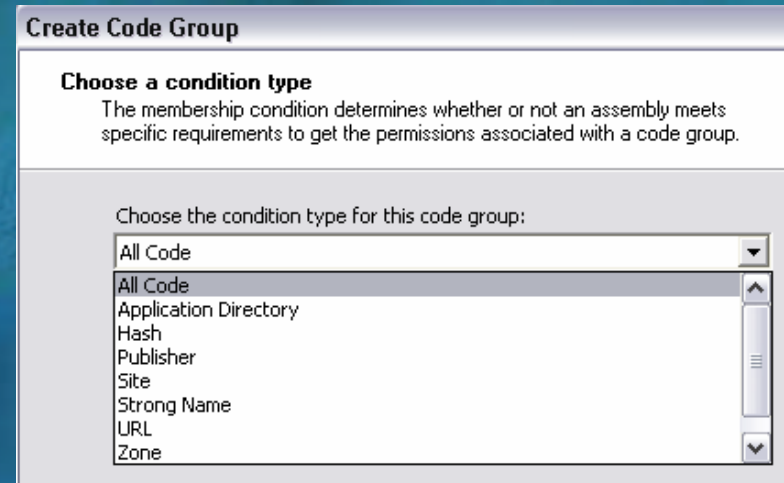 Create Code Group
Choose a condition type
The membership condition determines whether or not an assembly meets
specific requirements to get the permissions associated with a code group.
Choose the condition type for this code group:
All Code
All Code
Application Directory
Hash
Publisher
Site
Strong Name
URL
Zone